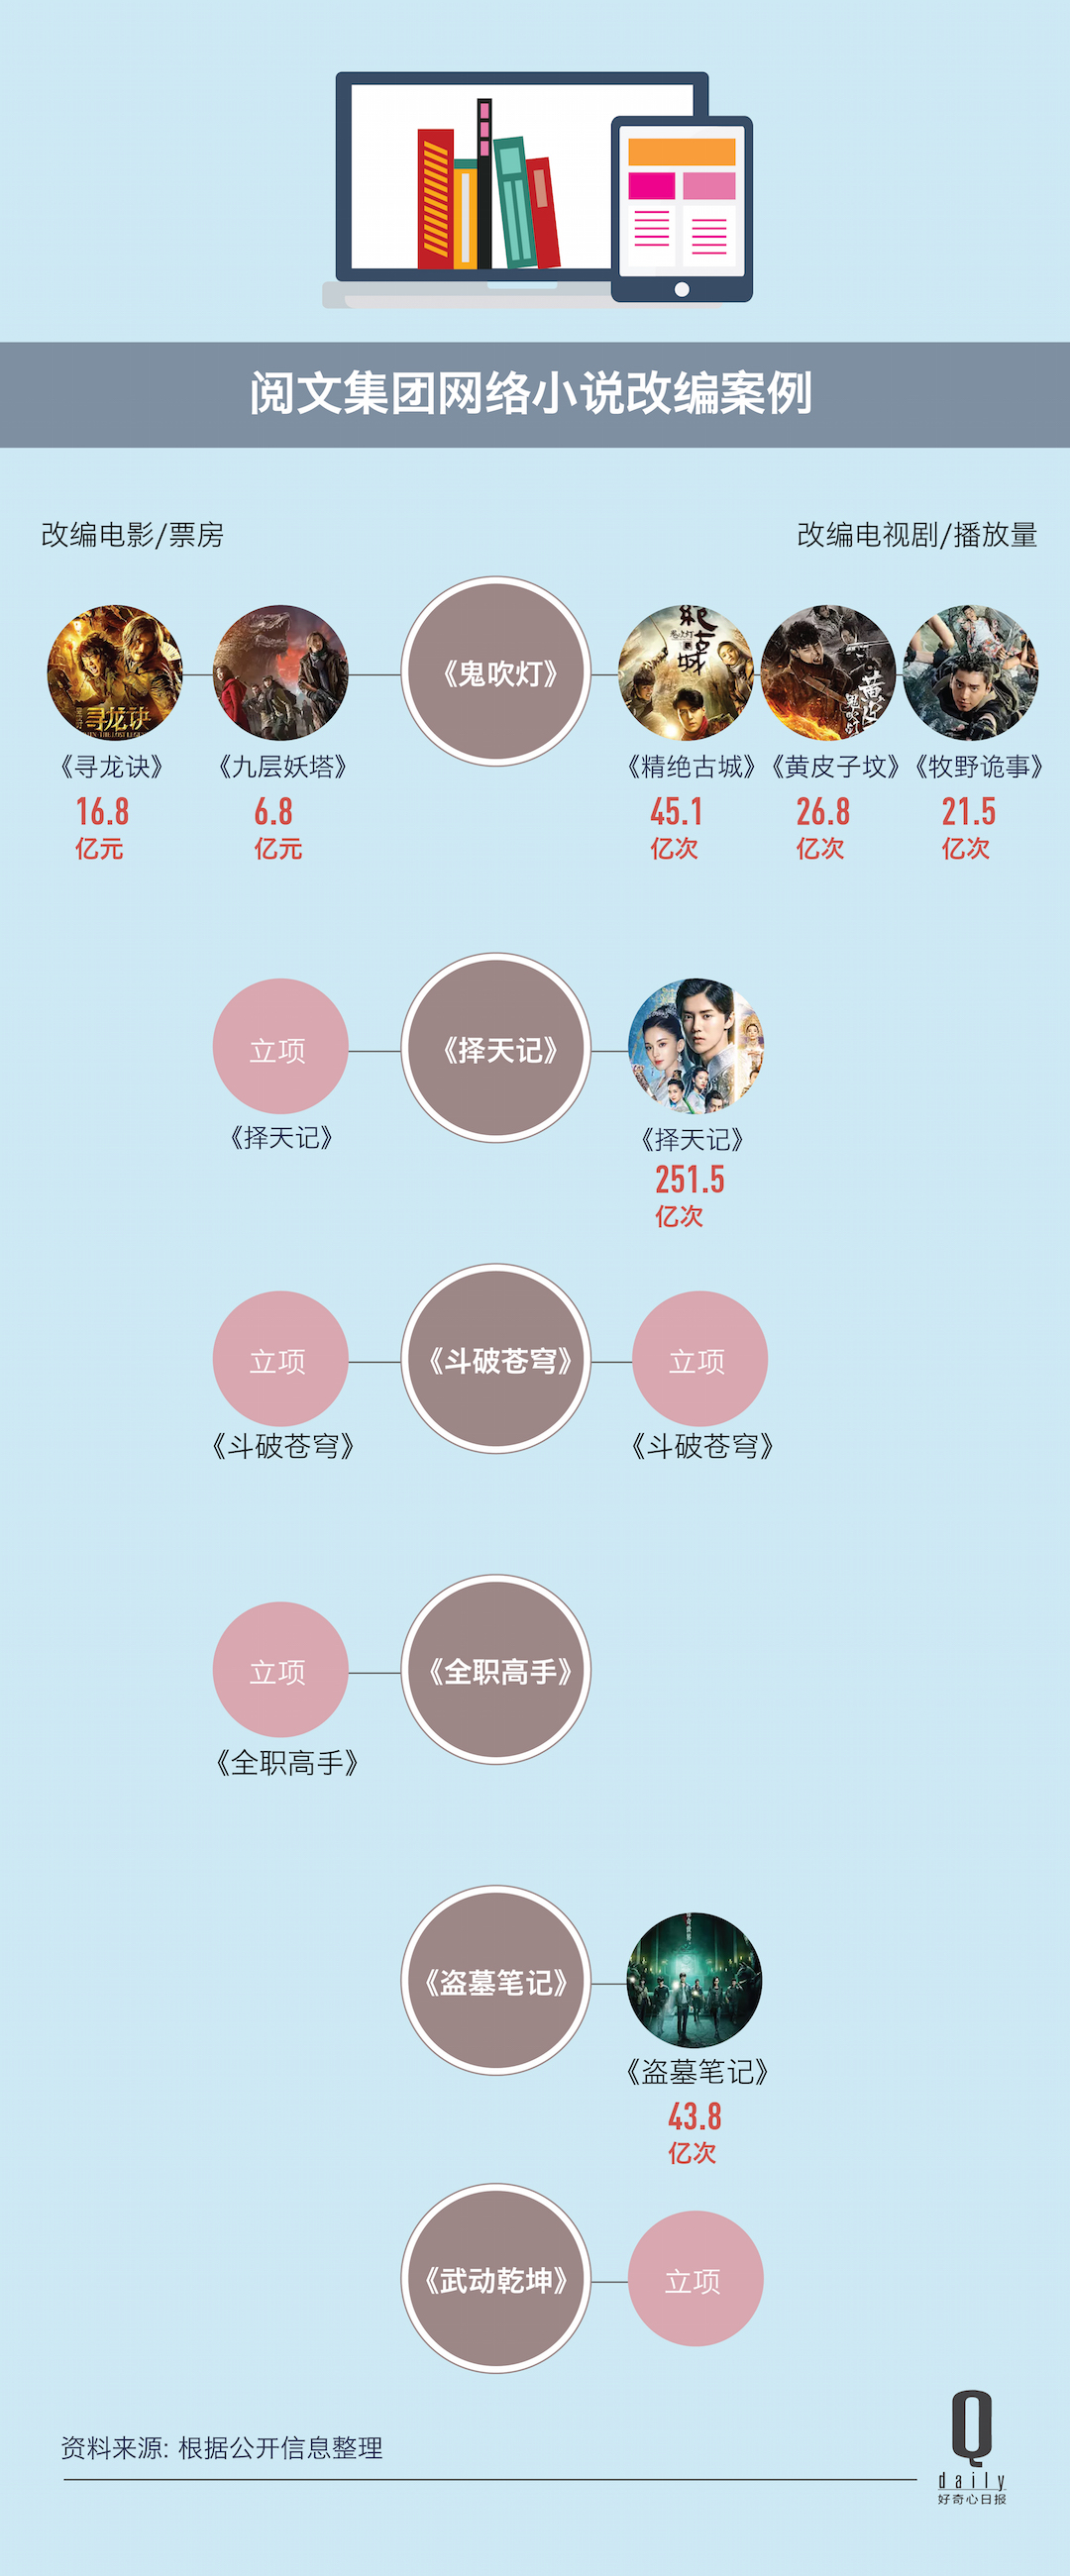 阅文集团网络小说改编案例
改编电影/票房
改编电视剧/播放量
寻龙诀
《鬼吹灯》
《寻龙诀》
《九层妖塔》
《精绝古城》
《黄皮子坟》
《牧野诡事》
16.8
亿元
6.8
亿元
45.1
亿次
26.8
亿次
21.5
亿次
立项
《择天记》
《择天记》
《择天记》
251.5
亿次
立项
《斗破苍穹》
立项
《斗破苍穹》
《斗破苍穹》
立项
《全职高手》
《全职高手》
《盗墓笔记》
《盗墓笔记》
43.8
亿次
《武动乾坤》
立项
资料来源: 根据公开信息整理
Q
daily
好奇心日报